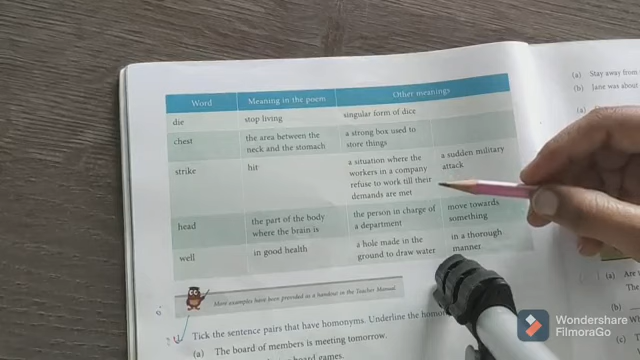 Word Meaning in the poem Other meanings
die stop living singular form of dice
chest the area between the neck and the stomach a strong box used to store things
strike hit a situation where the workers in a company refuse to work till their demands are met a sudden military attack
head the part of the body where the brain is the person in charge of a department move towards something
well in good health a hole made in the ground to draw water in a thorough manner
More examples have been provided as a handout in the Teacher Manual.
Tick the sentence pairs that have homonyms. Underline the
(a) The board of members is meeting tomorrow.
board games.
(a) Stay away from
(b) Jane was about
(a)
(a) Are
The
(b)
Wondershare
FilmoraGo